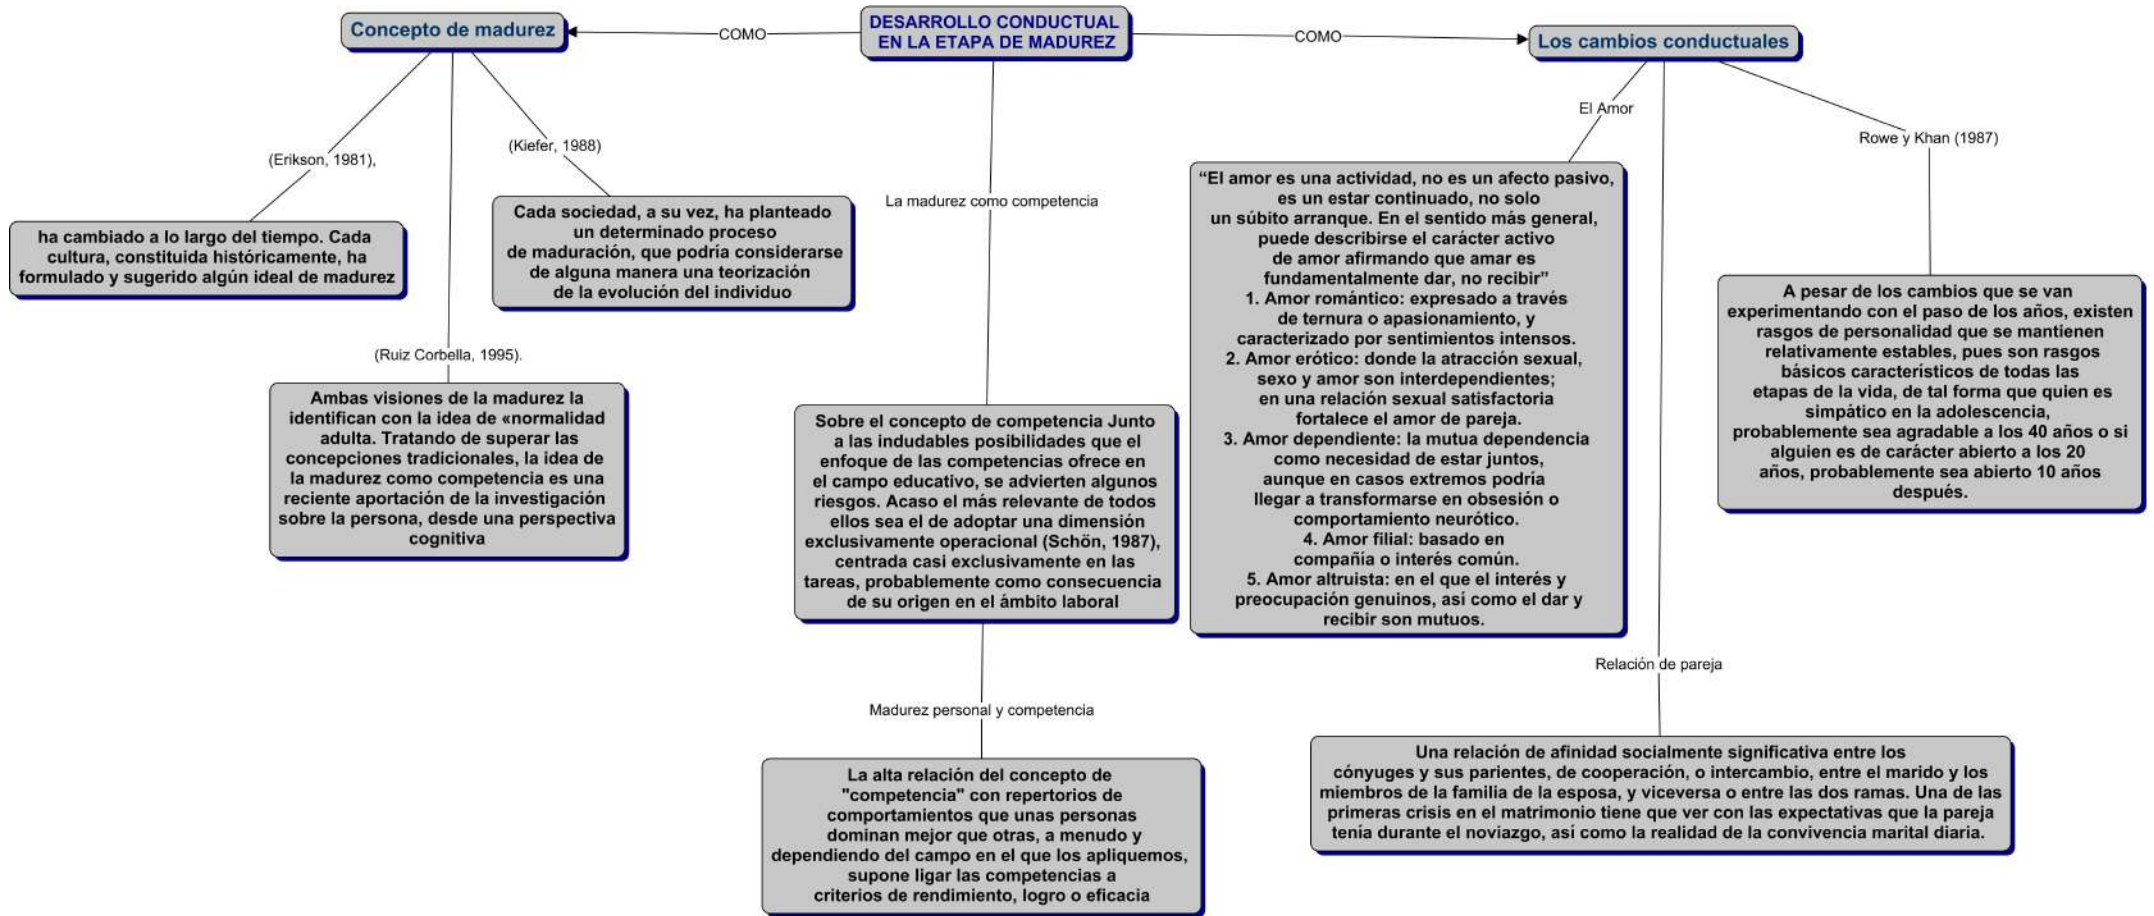 DESARROLLO CONDUCTUAL
EN LA ETAPA DE MADUREZ
COMO
Concepto de madurez
(Erikson, 1981),
ha cambiado a lo largo del tiempo. Cada
cultura, constituida históricamente, ha
formulado y sugerido algún ideal de madurez
(Kiefer, 1988)
Cada sociedad, a su vez, ha planteado
un determinado proceso
de maduración, que podría considerarse
de alguna manera una teorización
de la evolución del individuo
(Ruiz Corbella, 1995).
Ambas visiones de la madurez la
identifican con la idea de «normalidad
adulta. Tratando de superar las
concepciones tradicionales, la idea de
la madurez como competencia es una
reciente aportación de la investigación
sobre la persona, desde una perspectiva
cognitiva
La madurez como competencia
Sobre el concepto de competencia Junto
a las indudables posibilidades que el
enfoque de las competencias ofrece en
el campo educativo, se advierten algunos
riesgos. Acaso el más relevante de todos
ellos sea el de adoptar una dimensión
exclusivamente operacional (Schön, 1987),
centrada casi exclusivamente en las
tareas, probablemente como consecuencia
de su origen en el ámbito laboral
Madurez personal y competencia
La alta relación del concepto de
"competencia" con repertorios de
comportamientos que unas personas
dominan mejor que otras, a menudo y
dependiendo del campo en el que los apliquemos,
supone ligar las competencias a
criterios de rendimiento, logro o eficacia
COMO
Los cambios conductuales
El Amor
“El amor es una actividad, no es un afecto pasivo,
es un estar continuado, no solo
un súbito arranque. En el sentido más general,
puede describirse el carácter activo
de amor afirmando que amar es
fundamentalmente dar, no recibir”
1. Amor romántico: expresado a través
de ternura o apasionamiento, y
caracterizado por sentimientos intensos.
2. Amor erótico: donde la atracción sexual,
sexo y amor son interdependientes;
en una relación sexual satisfactoria
fortalece el amor de pareja.
3. Amor dependiente: la mutua dependencia
como necesidad de estar juntos,
aunque en casos extremos podría
llegar a transformarse en obsesión o
comportamiento neurótico.
4. Amor filial: basado en
compañía o interés común.
5. Amor altruista: en el que el interés y
preocupación genuinos, así como el dar y
recibir son mutuos.
Rowe y Khan (1987)
A pesar de los cambios que se van
experimentando con el paso de los años, existen
rasgos de personalidad que se mantienen
relativamente estables, pues son rasgos
básicos característicos de todas las
etapas de la vida, de tal forma que quien es
simpático en la adolescencia,
probablemente sea agradable a los 40 años o si
alguien es de carácter abierto a los 20
años, probablemente sea abierto 10 años
después.
Relación de pareja
Una relación de afinidad socialmente significativa entre los
cónyuges y sus parientes, de cooperación, o intercambio, entre el marido y los
miembros de la familia de la esposa, y viceversa o entre las dos ramas. Una de las
primeras crisis en el matrimonio tiene que ver con las expectativas que la pareja
tenía durante el noviazgo, así como la realidad de la convivencia marital diaria.